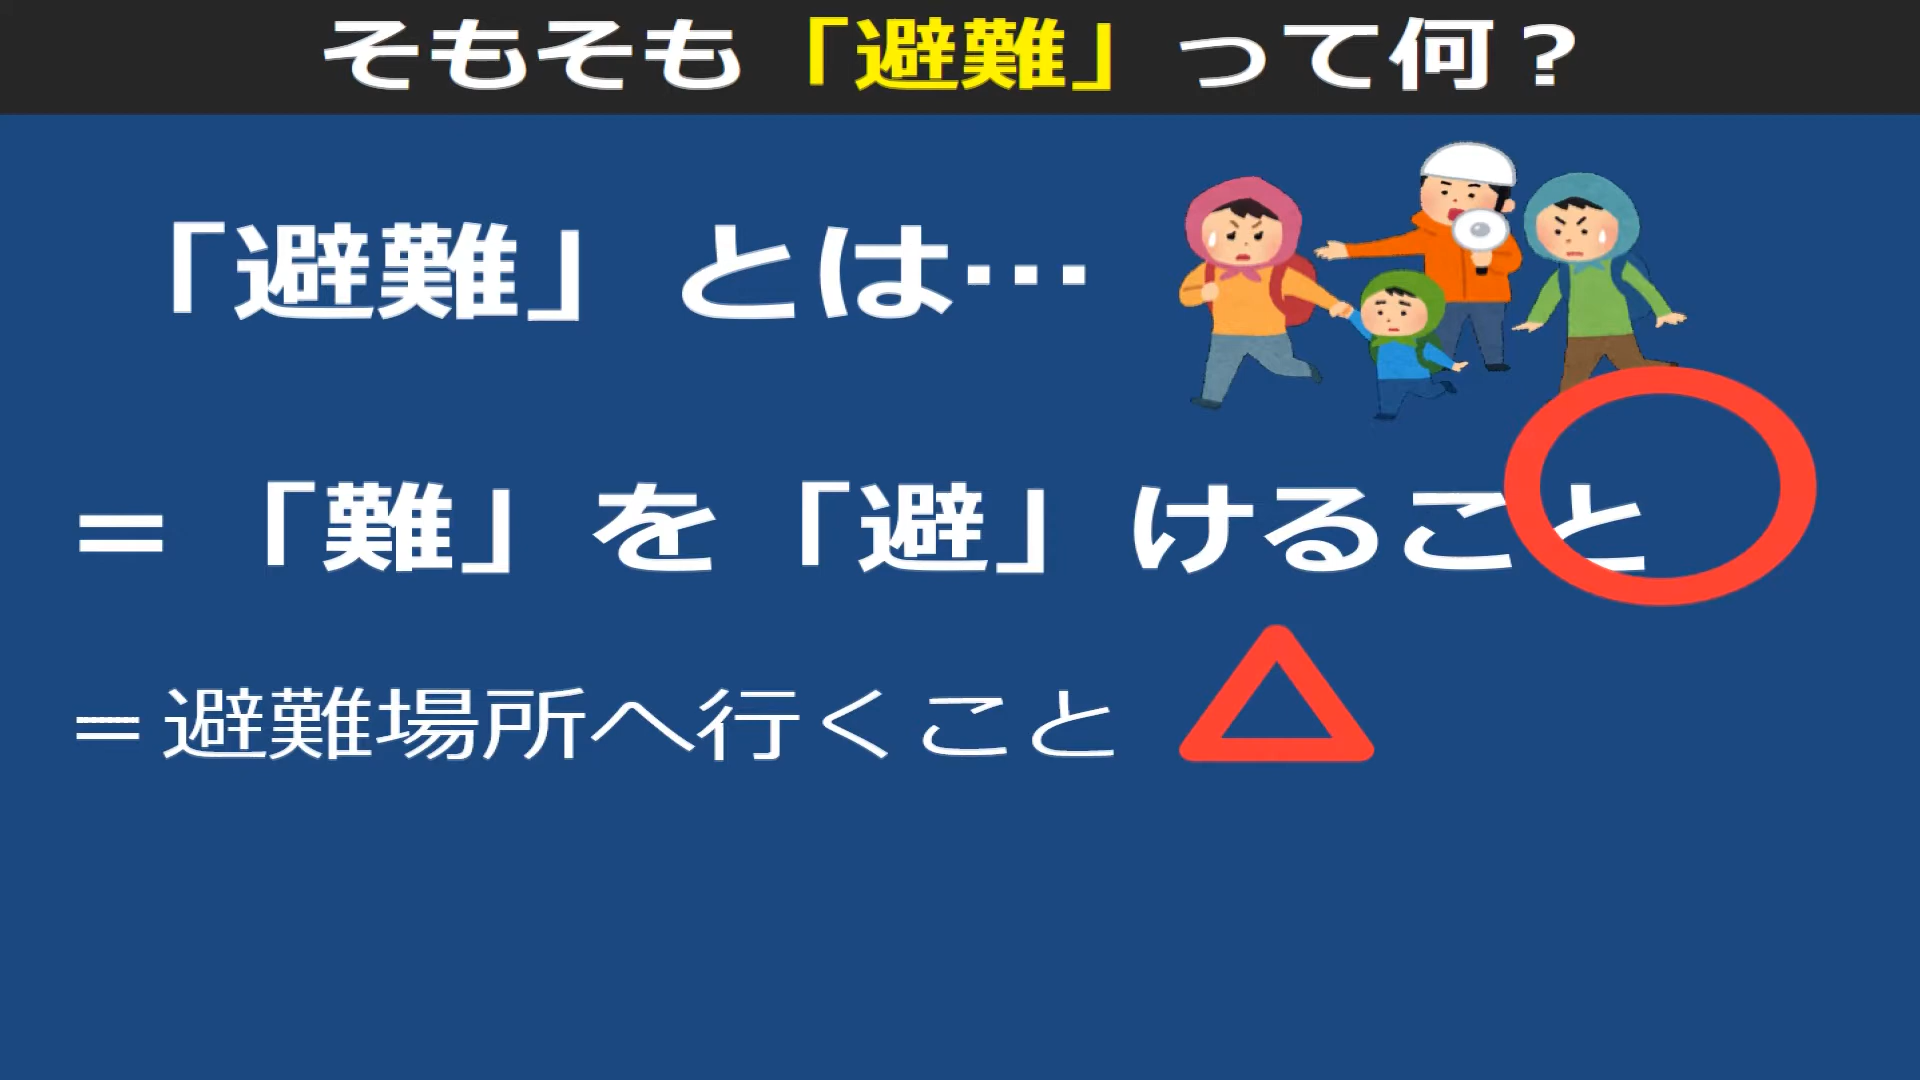 そもそも「避難」って何？
「避難」とは…
＝「難」を「避」けること
＝避難場所へ行くこと